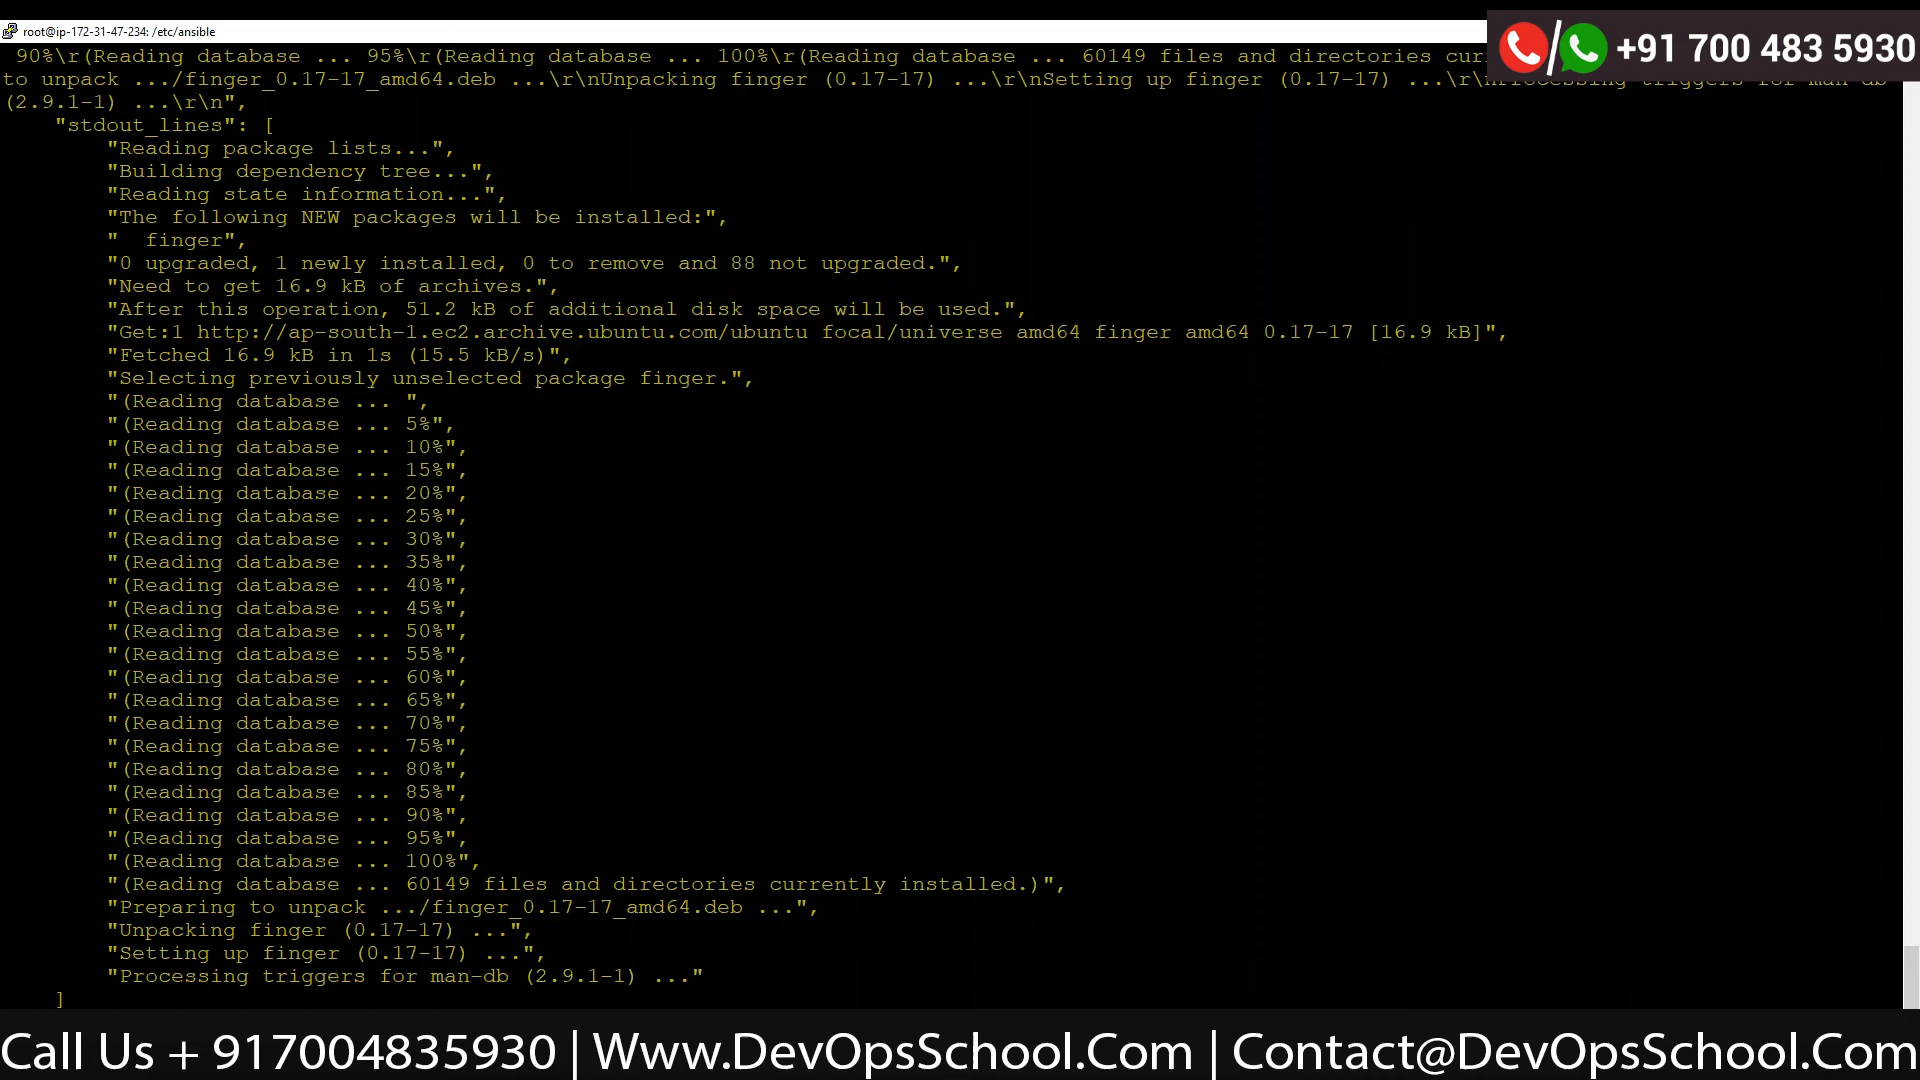 root@ip-172-31-47-234: /etc/ansible
+91 700 483 5930
90%\r(Reading database ... 95%\r(Reading database ... 100%\r(Reading database ... 60149 files and directories
to unpack .../finger_0.17-17_amd64.deb ...\r\nUnpacking finger (0.17-17) ...\r\nSetting up finger (0.17-17) ...\r\nProcessing triggers for man-db
(2.9.1-1) ...\r\n",
"stdout_lines": [
"Reading package lists...",
"Building dependency tree...",
"Reading state information...",
"The following NEW packages will be installed:",
"  finger",
"0 upgraded, 1 newly installed, 0 to remove and 88 not upgraded.",
"Need to get 16.9 kB of archives.",
"After this operation, 51.2 kB of additional disk space will be used.",
"Get:1 http://ap-south-1.ec2.archive.ubuntu.com/ubuntu focal/universe amd64 finger amd64 0.17-17 [16.9 kB]",
"Fetched 16.9 kB in 1s (15.5 kB/s)",
"Selecting previously unselected package finger.",
"(Reading database ... ",
"(Reading database ... 5%",
"(Reading database ... 10%",
"(Reading database ... 15%",
"(Reading database ... 20%",
"(Reading database ... 25%",
"(Reading database ... 30%",
"(Reading database ... 35%",
"(Reading database ... 40%",
"(Reading database ... 45%",
"(Reading database ... 50%",
"(Reading database ... 55%",
"(Reading database ... 60%",
"(Reading database ... 65%",
"(Reading database ... 70%",
"(Reading database ... 75%",
"(Reading database ... 80%",
"(Reading database ... 85%",
"(Reading database ... 90%",
"(Reading database ... 95%",
"(Reading database ... 100%",
"(Reading database ... 60149 files and directories currently installed.)",
"Preparing to unpack .../finger_0.17-17_amd64.deb ...",
"Unpacking finger (0.17-17) ...",
"Setting up finger (0.17-17) ...",
"Processing triggers for man-db (2.9.1-1) ..."
]
Call Us + 917004835930 | Www.DevOpsSchool.Com | Contact@DevOpsSchool.Com